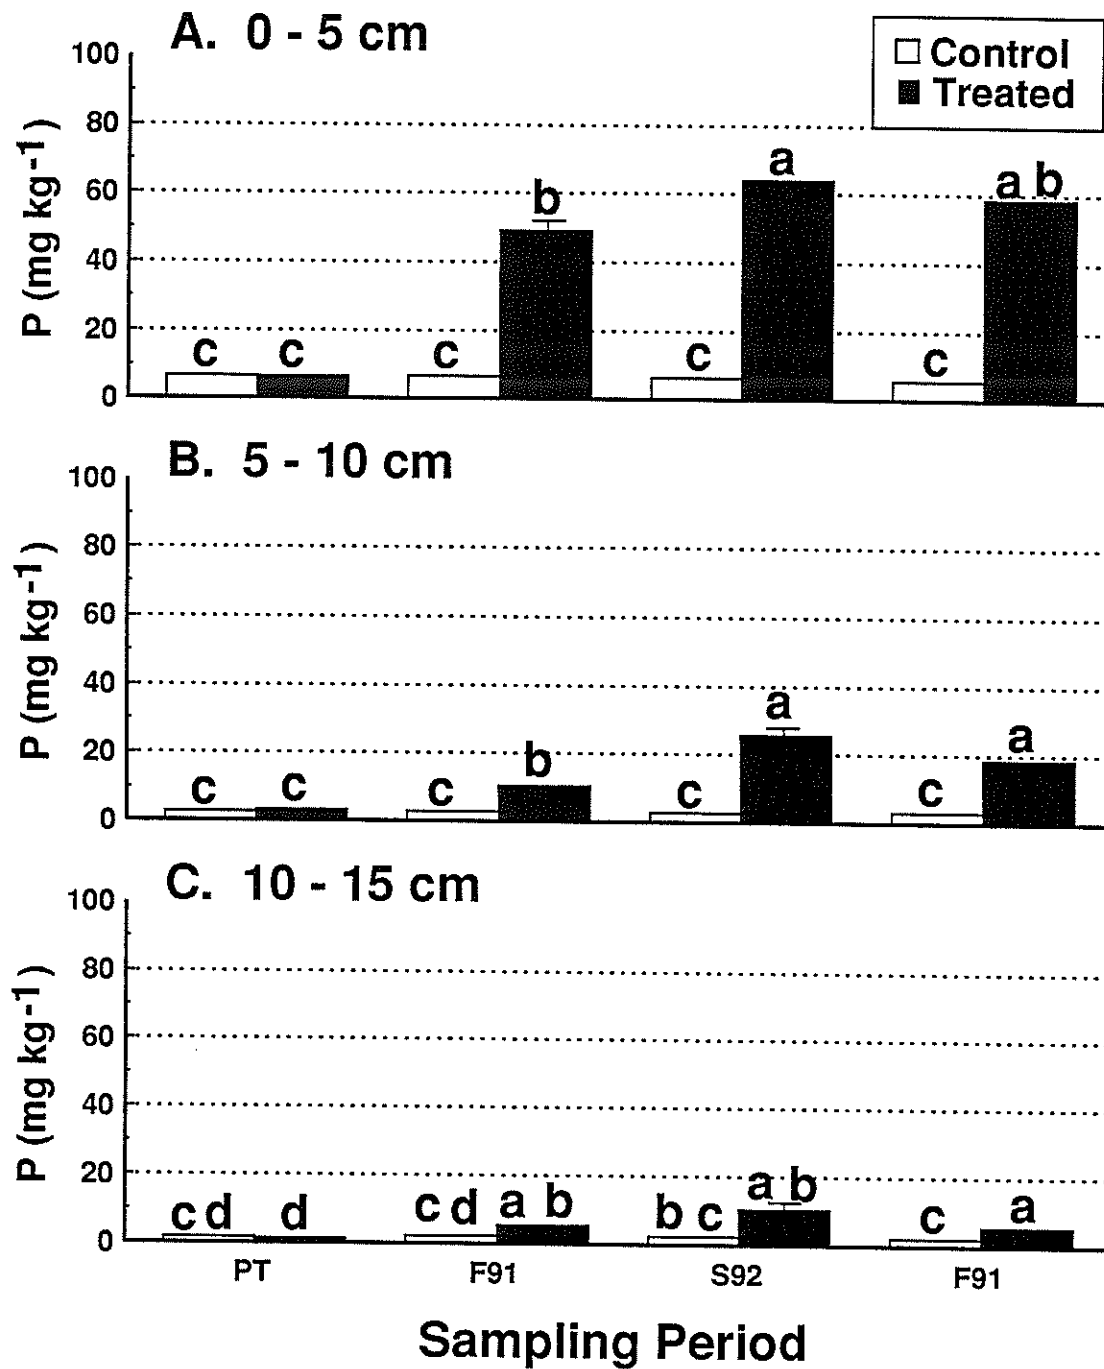 A. 0 - 5 cm
Control
Treated
100
80
60
40
20
0
P (mg kg-1)
c c c b c a c a b
B. 5 - 10 cm
100
80
60
40
20
0
P (mg kg-1)
c c c b c a c a
C. 10 - 15 cm
100
80
60
40
20
0
P (mg kg-1)
c d d c d a b b c a b c a
PT F91 S92 F91
Sampling Period